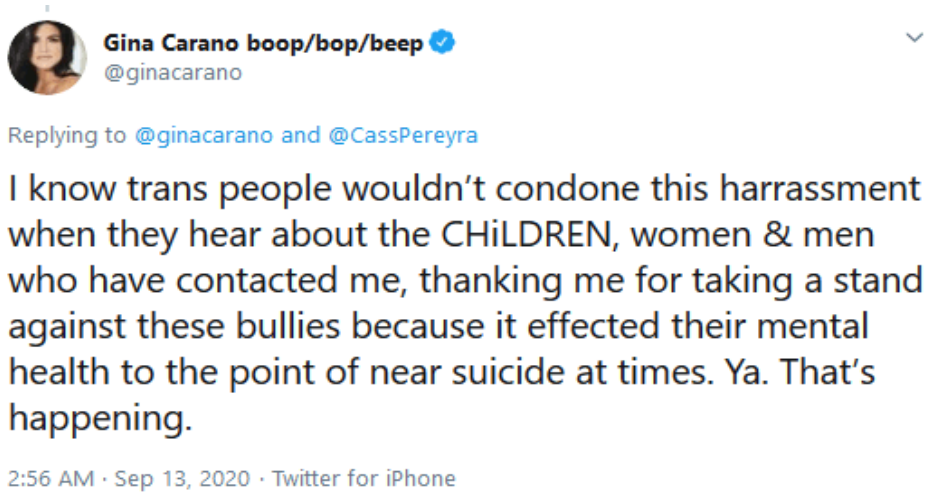 Gina Carano boop/bop/beep
@ginacarano
Replying to @ginacarano and @CassPereyra
I know trans people wouldn't condone this harrassment
when they hear about the CHiLDREN, women & men
who have contacted me, thanking me for taking a stand
against these bullies because it effected their mental
health to the point of near suicide at times. Ya. That's
happening.
2:56 AM · Sep 13, 2020 · Twitter for iPhone